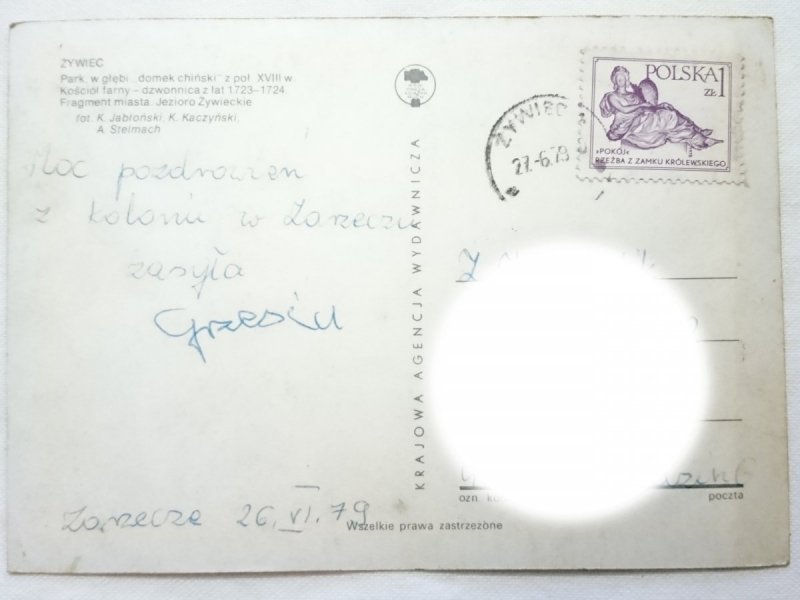 ŻYWIEC
Park, w głębi „domek chiński" z poł. XVIII w.
Kościół farny – dzwonnica z lat 1723–1724
Fragment miasta. Jezioro Żywieckie
fot. K. Jabłoński, K. Kaczyński,
A. Stelmach
Moc pozdrowien
z kolonii w Zarzeczu
zasyła
Grzesiu
Zarzecze 26.VI.79
KRAJOWA AGENCJA WYDAWNICZA
Wszelkie prawa zastrzeżone
POLSKA 1
ZŁ
»POKÓJ«
RZEŹBA Z ZAMKU KRÓLEWSKIEGO
ŻYWIEC
27.-6.79
Z
ozn.
poczta